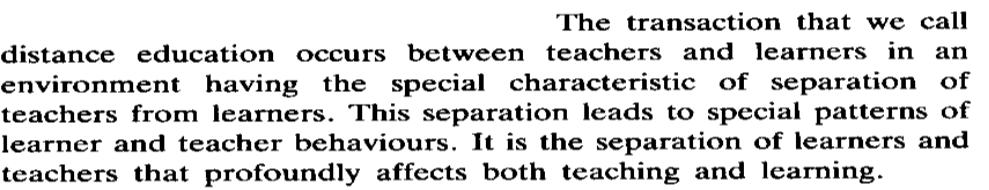 The transaction that we call
distance education occurs between teachers and learners in an
environment having the special characteristic of separation of
teachers from learners. This separation leads to special patterns of
learner and teacher behaviours. It is the separation of learners and
teachers that profoundly affects both teaching and learning.